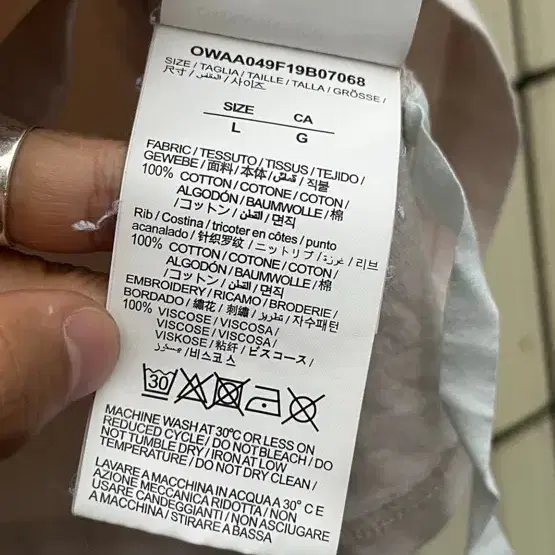 OWAA049F19B07068
SIZE / TAGLIA / TAILLE / TALLA / GRÖSSE /
尺寸 / المقاس / 사이즈
SIZE CA
L G
FABRIC / TESSUTO / TISSUS / TEJIDO /
GEWEBE / 面料 / 本体 / قماش / 직물
100% COTTON / COTONE / COTON /
ALGODÓN / BAUMWOLLE / 棉
/ コットン / القطن / 면직
Rib / Costina / tricoter en côtes / punto
acanalado / 针织罗纹 / ニットリブ / غرزة / 리브
100% COTTON / COTONE / COTON /
ALGODÓN / BAUMWOLLE / 棉
/ コットン / القطن / 면직
EMBROIDERY / RICAMO / BRODERIE /
BORDADO / 繡花 / 刺繍 / تطريز / 자수패턴
100% VISCOSE / VISCOSA /
VISCOSE / VISCOSA /
VISKOSE / 粘纤 / ビスコース /
/ 비스코스
30
MACHINE WASH AT 30ºC OR LESS ON
REDUCED CYCLE / DO NOT BLEACH / DO
NOT TUMBLE DRY / IRON AT LOW
TEMPERATURE / DO NOT DRY CLEAN /
LAVARE A MACCHINA IN ACQUA A 30° C E
AZIONE MECCANICA RIDOTTA / NON
USARE CANDEGGIANTI / NON ASCIUGARE
A MACCHINA / STIRARE A BASSA